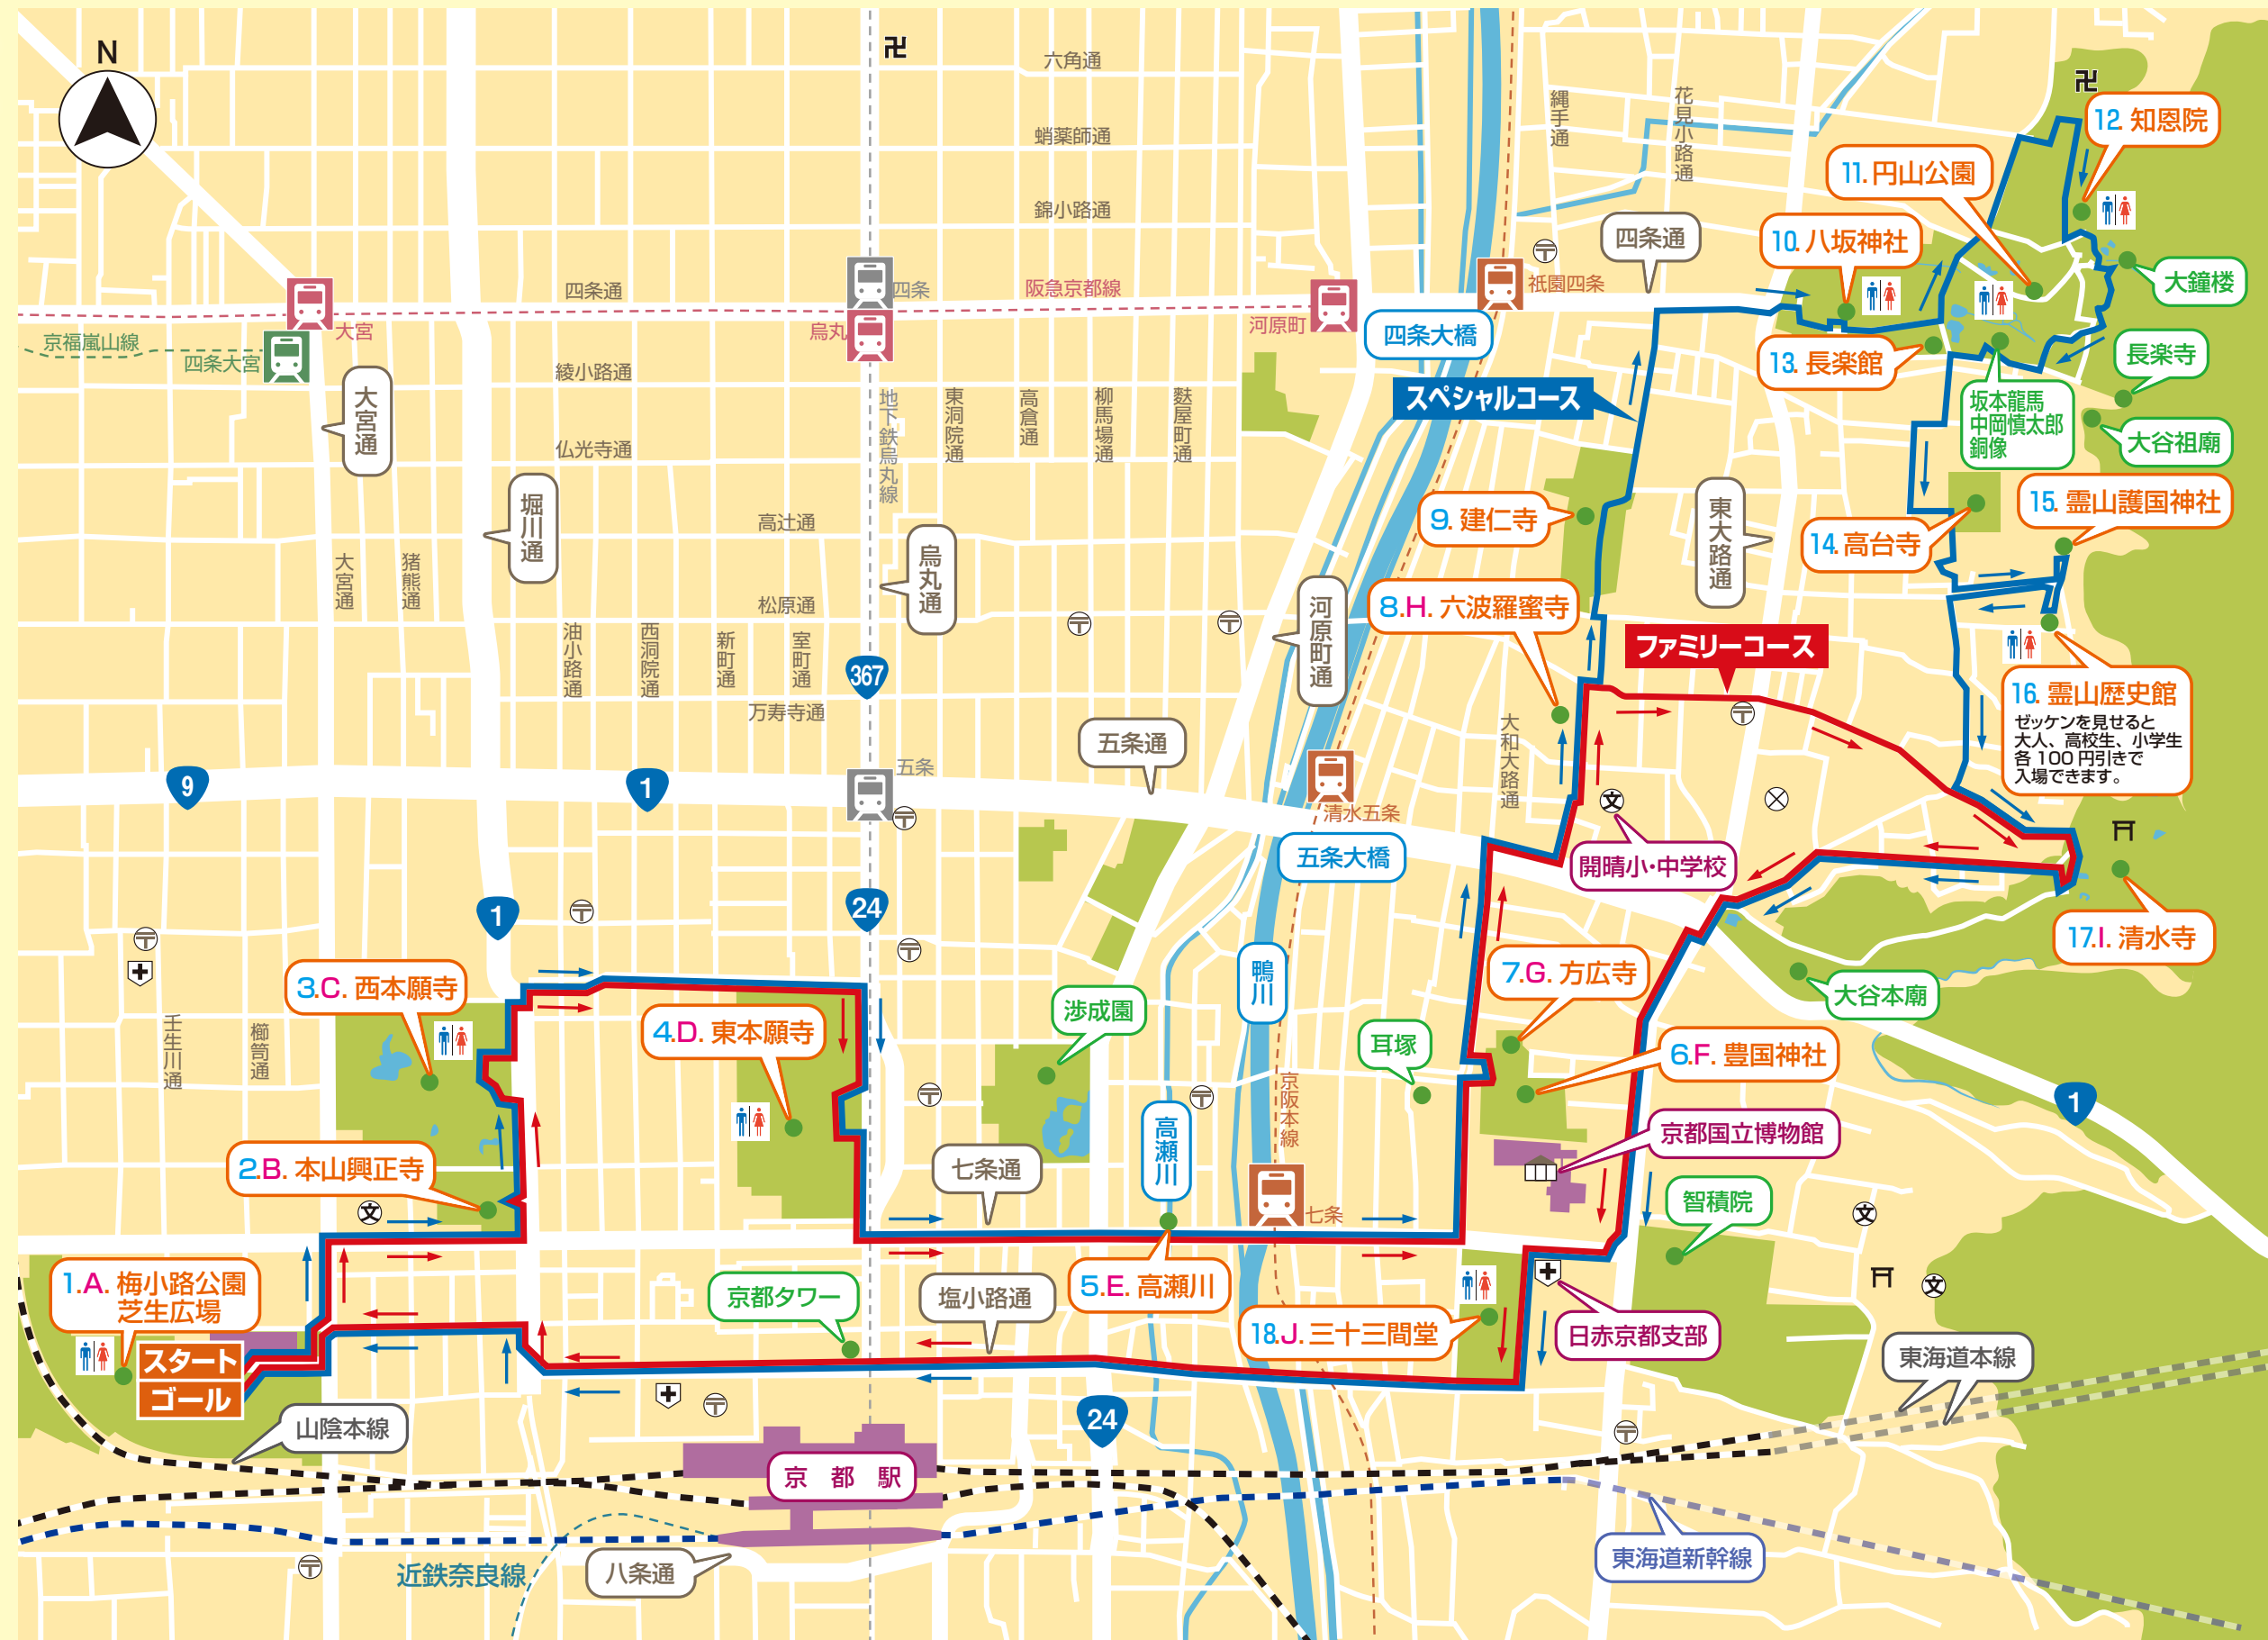 N
六角通
蛸薬師通
錦小路通
縄手通
花見小路通
12. 知恩院
11. 円山公園
10. 八坂神社
四条通
大鐘楼
長楽寺
大谷祖廟
13. 長楽館
坂本龍馬
中岡慎太郎
銅像
祇園四条
四条大橋
河原町
阪急京都線
四条
烏丸
四条通
大宮
京福嵐山線
四条大宮
綾小路通
仏光寺通
高辻通
松原通
万寿寺通
大宮通
堀川通
烏丸通
地下鉄烏丸線
東洞院通
高倉通
柳馬場通
麩屋町通
大宮通
猪熊通
油小路通
西洞院通
新町通
室町通
367
河原町通
スペシャルコース
9. 建仁寺
東大路通
14. 高台寺
15. 霊山護国神社
8.H. 六波羅蜜寺
ファミリーコース
16. 霊山歴史館
ゼッケンを見せると
大人、高校生、小学生
各 100 円引きで
入場できます。
五条通
五条
9
1
清水五条
五条大橋
大和大路通
文
開晴小・中学校
17.I. 清水寺
大谷本廟
1
24
1
3.C. 西本願寺
4.D. 東本願寺
渉成園
鴨川
耳塚
7.G. 方広寺
6.F. 豊国神社
京都国立博物館
智積院
壬生川通
櫛笥通
2.B. 本山興正寺
文
七条通
高瀬川
京阪本線
七条
文
文
1.A. 梅小路公園
芝生広場
スタート
ゴール
京都タワー
塩小路通
5.E. 高瀬川
18.J. 三十三間堂
日赤京都支部
東海道本線
山陰本線
24
京都駅
八条通
近鉄奈良線
東海道新幹線